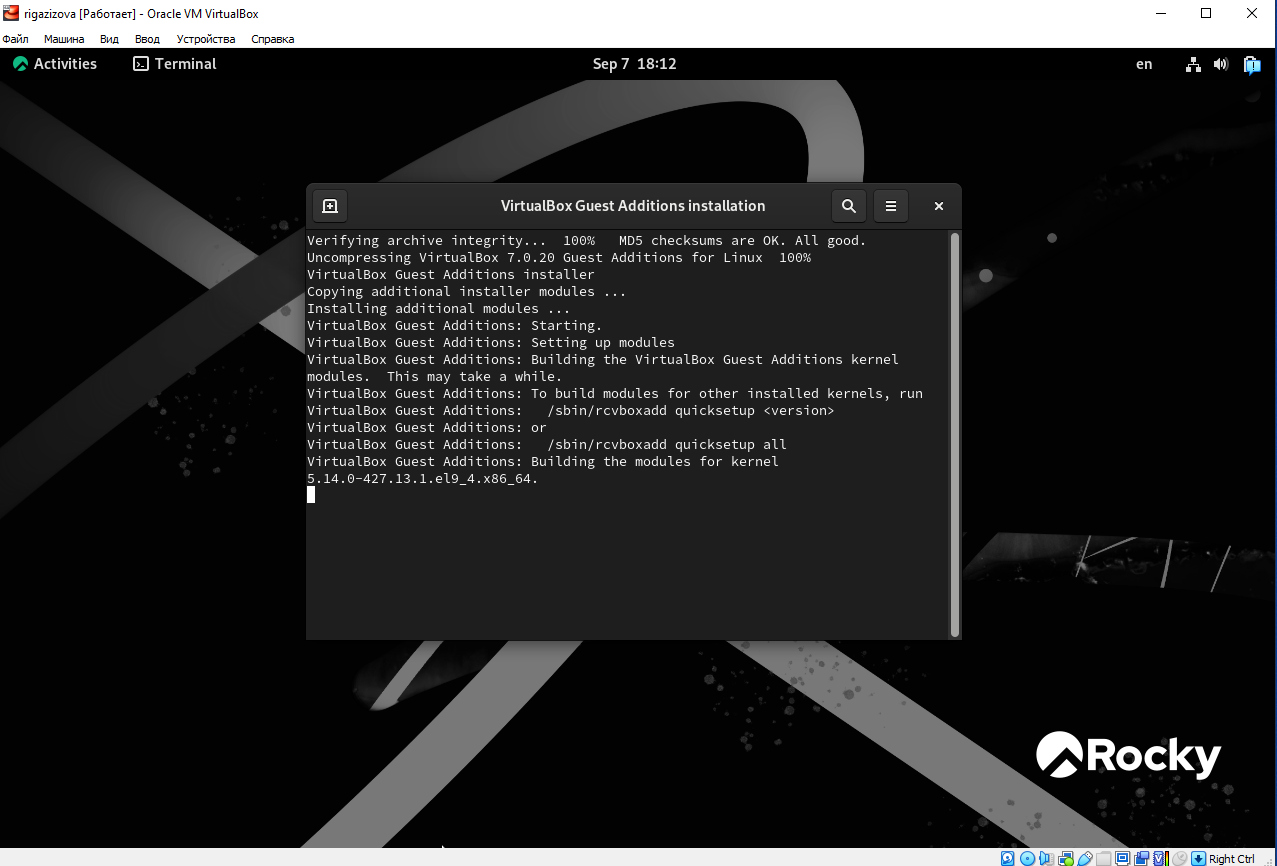 rigazizova [Работает] - Oracle VM VirtualBox
Файл Машина Вид Ввод Устройства Справка
Activities Terminal Sep 7 18:12 en
VirtualBox Guest Additions installation
Verifying archive integrity... 100% MD5 checksums are OK. All good.
Uncompressing VirtualBox 7.0.20 Guest Additions for Linux 100%
VirtualBox Guest Additions installer
Copying additional installer modules ...
Installing additional modules ...
VirtualBox Guest Additions: Starting.
VirtualBox Guest Additions: Setting up modules
VirtualBox Guest Additions: Building the VirtualBox Guest Additions kernel
modules. This may take a while.
VirtualBox Guest Additions: To build modules for other installed kernels, run
VirtualBox Guest Additions: /sbin/rcvboxadd quicksetup <version>
VirtualBox Guest Additions: or
VirtualBox Guest Additions: /sbin/rcvboxadd quicksetup all
VirtualBox Guest Additions: Building the modules for kernel
5.14.0-427.13.1.el9_4.x86_64.
Rocky
Right Ctrl